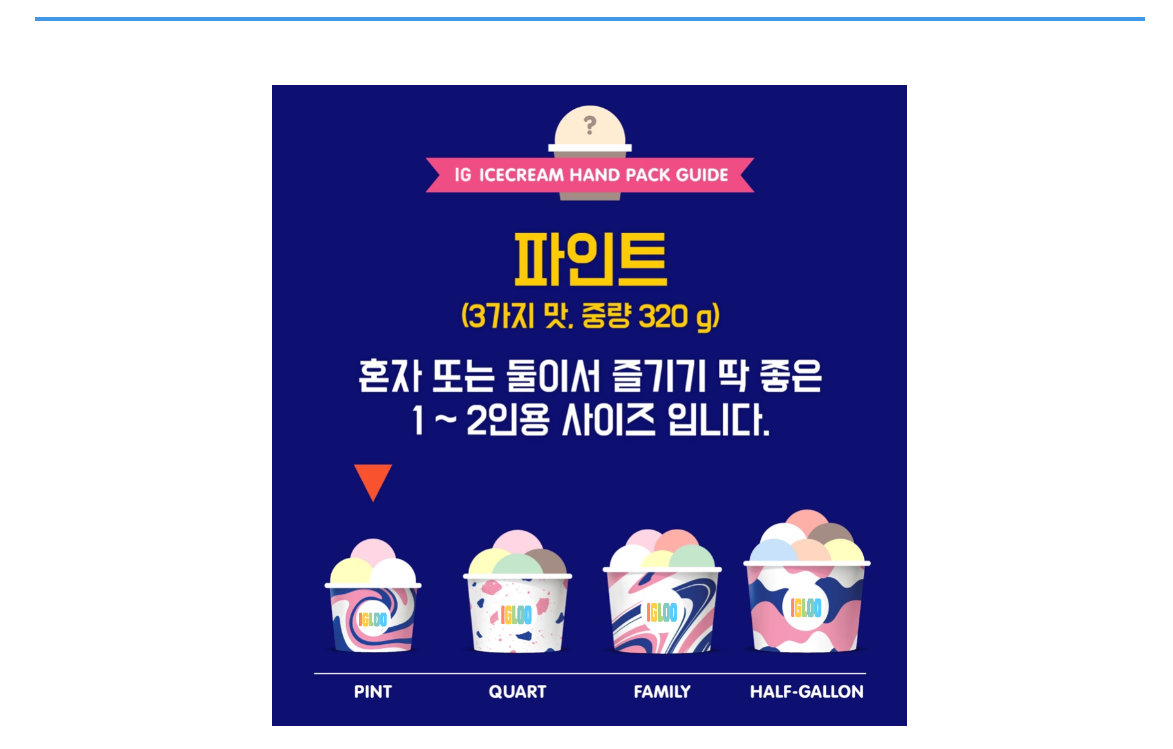 ?
IG ICECREAM HAND PACK GUIDE
파인트
(3가지 맛, 중량 320 g)
혼자 또는 둘이서 즐기기 딱 좋은
1 ~ 2인용 사이즈 입니다.
IGLOO IGLOO IGLOO IGLOO
PINT QUART FAMILY HALF-GALLON